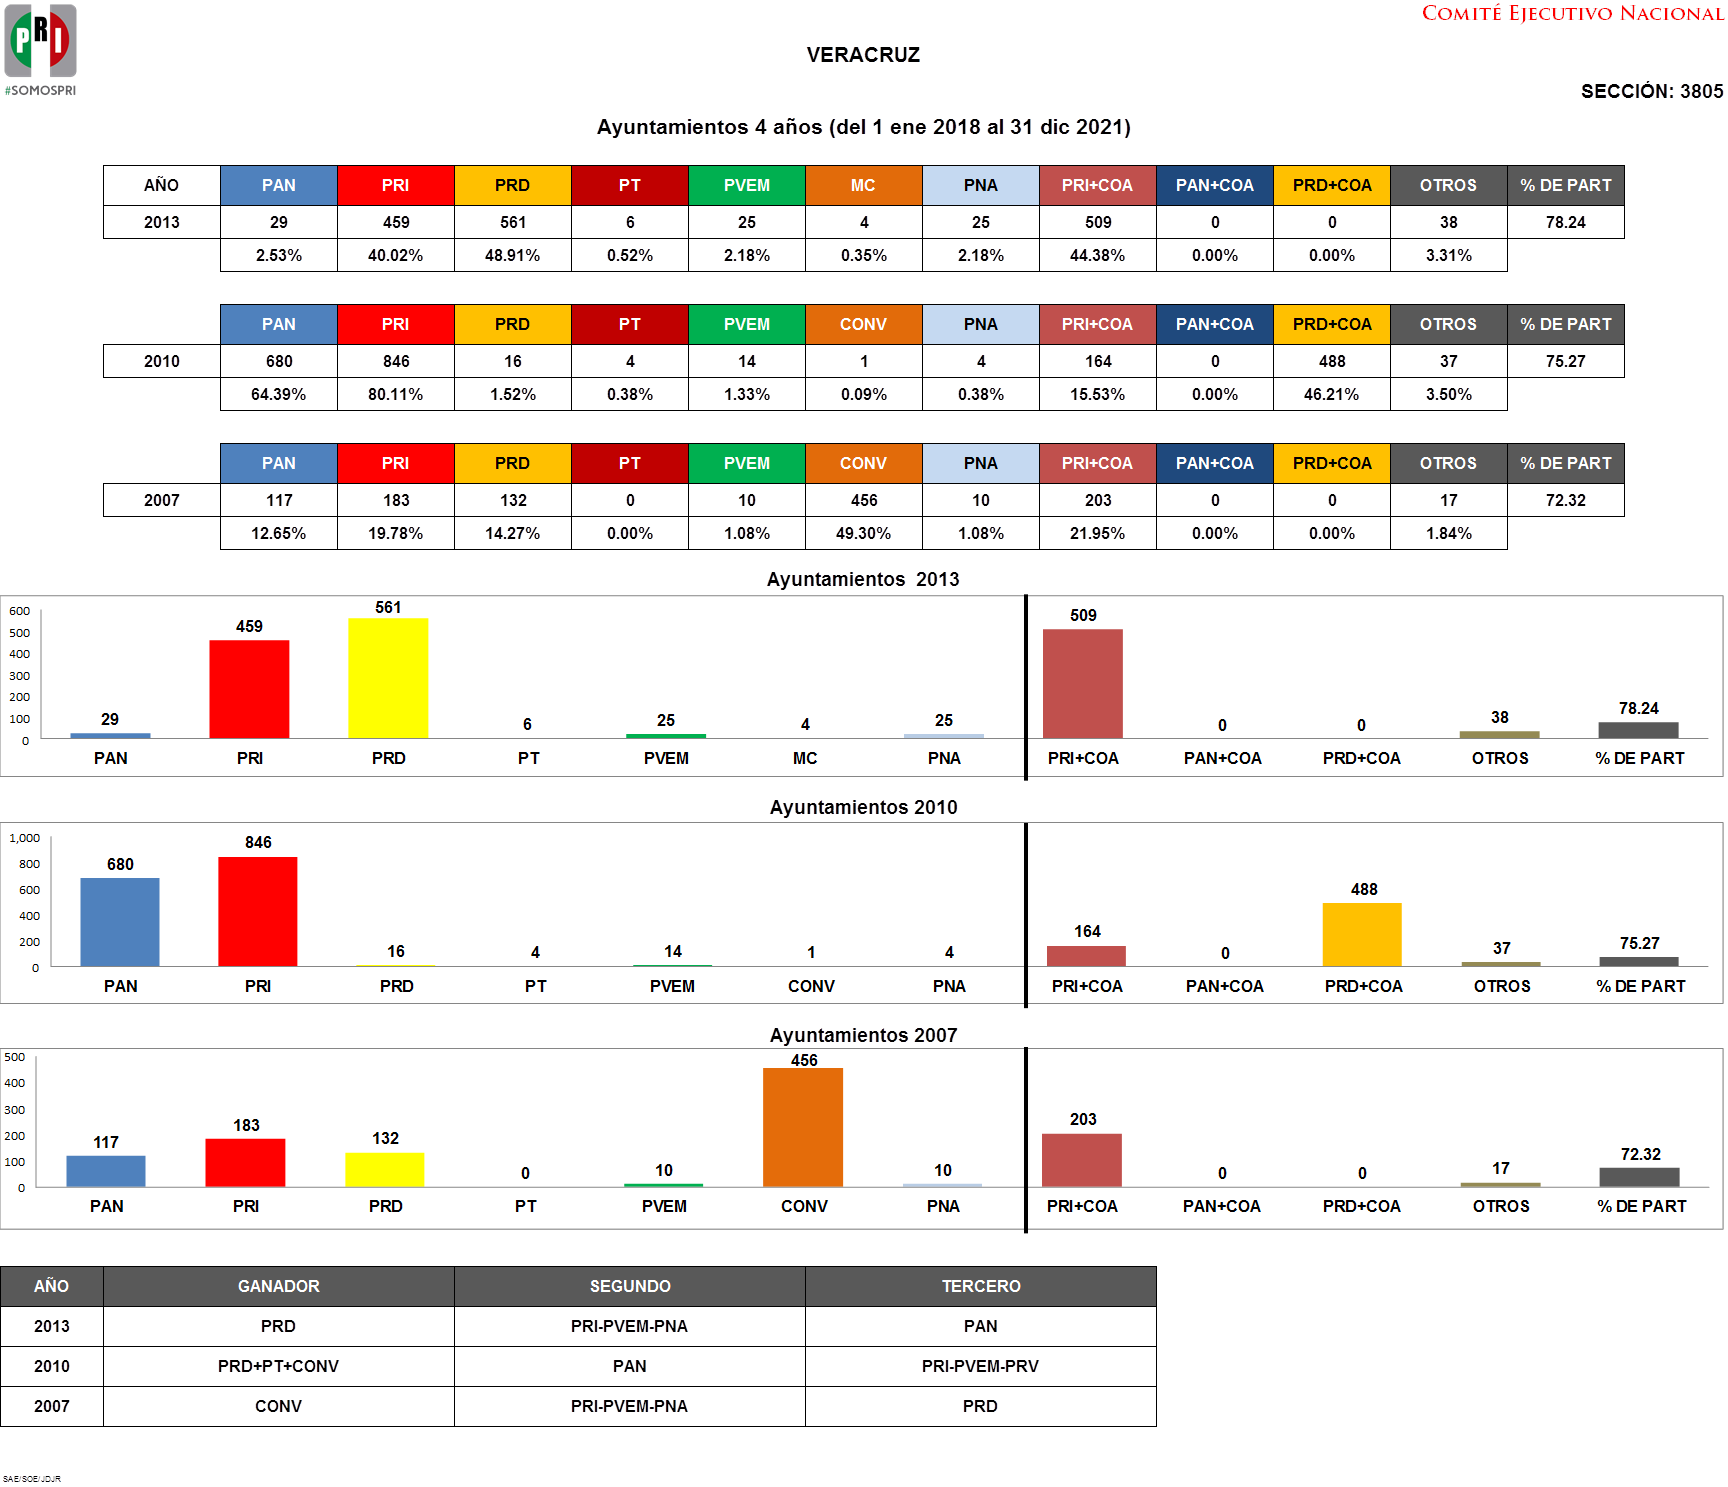 PRI
#SOMOSPRI
COMITÉ EJECUTIVO NACIONAL
VERACRUZ
SECCIÓN: 3805
Ayuntamientos 4 años (del 1 ene 2018 al 31 dic 2021)
AÑO PAN PRI PRD PT PVEM MC PNA PRI+COA PAN+COA PRD+COA OTROS % DE PART
2013 29 459 561 6 25 4 25 509 0 0 38 78.24
2.53% 40.02% 48.91% 0.52% 2.18% 0.35% 2.18% 44.38% 0.00% 0.00% 3.31%
PAN PRI PRD PT PVEM CONV PNA PRI+COA PAN+COA PRD+COA OTROS % DE PART
2010 680 846 16 4 14 1 4 164 0 488 37 75.27
64.39% 80.11% 1.52% 0.38% 1.33% 0.09% 0.38% 15.53% 0.00% 46.21% 3.50%
PAN PRI PRD PT PVEM CONV PNA PRI+COA PAN+COA PRD+COA OTROS % DE PART
2007 117 183 132 0 10 456 10 203 0 0 17 72.32
12.65% 19.78% 14.27% 0.00% 1.08% 49.30% 1.08% 21.95% 0.00% 0.00% 1.84%
Ayuntamientos 2013
600
500
400
300
200
100
0
29 459 561 6 25 4 25 509 0 0 38 78.24
PAN PRI PRD PT PVEM MC PNA PRI+COA PAN+COA PRD+COA OTROS % DE PART
Ayuntamientos 2010
1,000
800
600
400
200
0
680 846 16 4 14 1 4 164 0 488 37 75.27
PAN PRI PRD PT PVEM CONV PNA PRI+COA PAN+COA PRD+COA OTROS % DE PART
Ayuntamientos 2007
500
400
300
200
100
0
117 183 132 0 10 456 10 203 0 0 17 72.32
PAN PRI PRD PT PVEM CONV PNA PRI+COA PAN+COA PRD+COA OTROS % DE PART
AÑO GANADOR SEGUNDO TERCERO
2013 PRD PRI-PVEM-PNA PAN
2010 PRD+PT+CONV PAN PRI-PVEM-PRV
2007 CONV PRI-PVEM-PNA PRD
SAE/SOE/JDJR